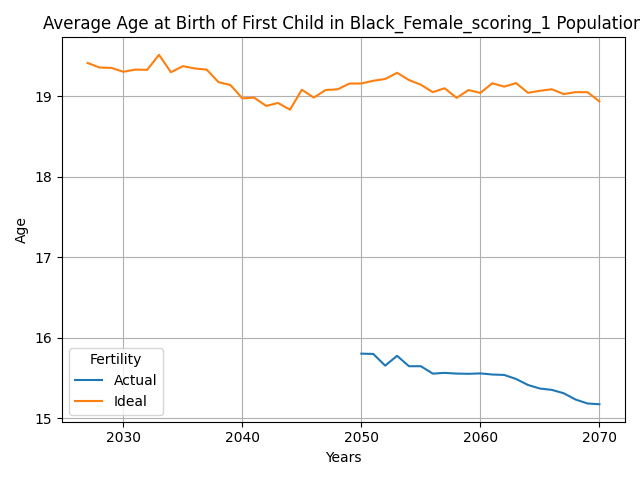 Average Age at Birth of First Child in Black_Female_scoring_1 Population
Age
19
18
17
16
15
Fertility
Actual
Ideal
2030 2040 2050 2060 2070
Years